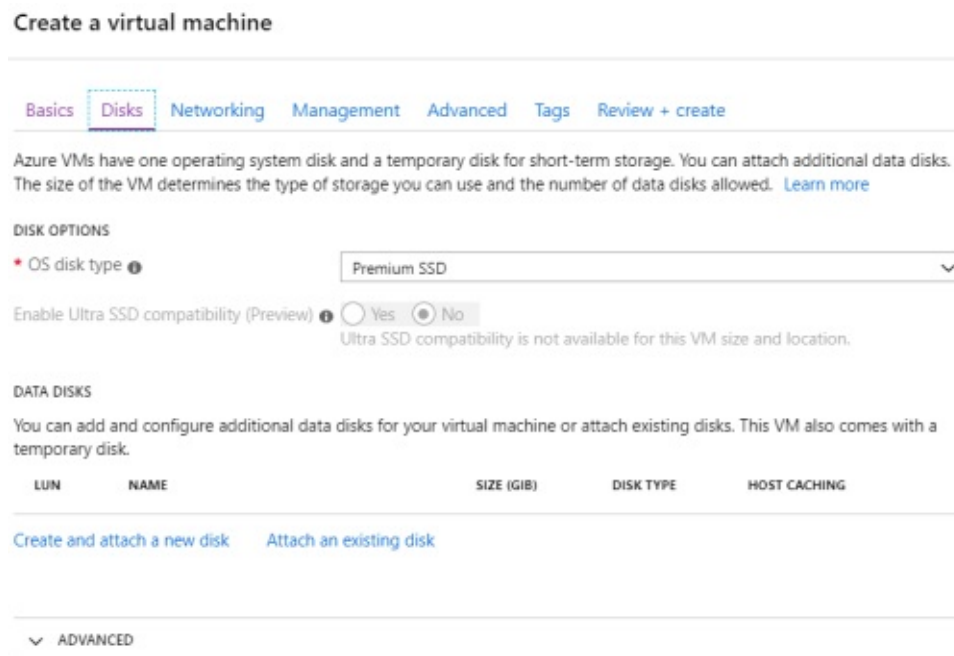 Create a virtual machine
Basics Disks Networking Management Advanced Tags Review + create
Azure VMs have one operating system disk and a temporary disk for short-term storage. You can attach additional data disks.
The size of the VM determines the type of storage you can use and the number of data disks allowed. Learn more
DISK OPTIONS
* OS disk type Premium SSD
Enable Ultra SSD compatibility (Preview) Yes No
Ultra SSD compatibility is not available for this VM size and location.
DATA DISKS
You can add and configure additional data disks for your virtual machine or attach existing disks. This VM also comes with a
temporary disk.
LUN NAME SIZE (GIB) DISK TYPE HOST CACHING
Create and attach a new disk Attach an existing disk
ADVANCED